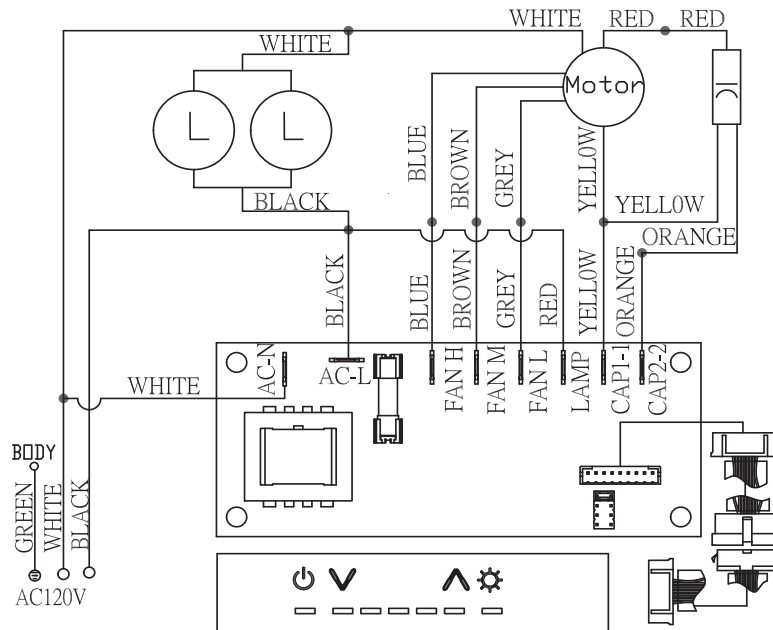 WHITE
RED
RED
WHITE
Motor
L
L
BLUE
BROWN
GREY
YELL0W
BLACK
YELL0W
ORANGE
BLACK
BLUE
BROWN
GREY
RED
YELL0W
ORANGE
AC-N
AC-L
FAN H
FAN M
FAN L
LAMP
CAP1-1
CAP2-2
WHITE
BODY
GREEN
WHITE
BLACK
AC120V